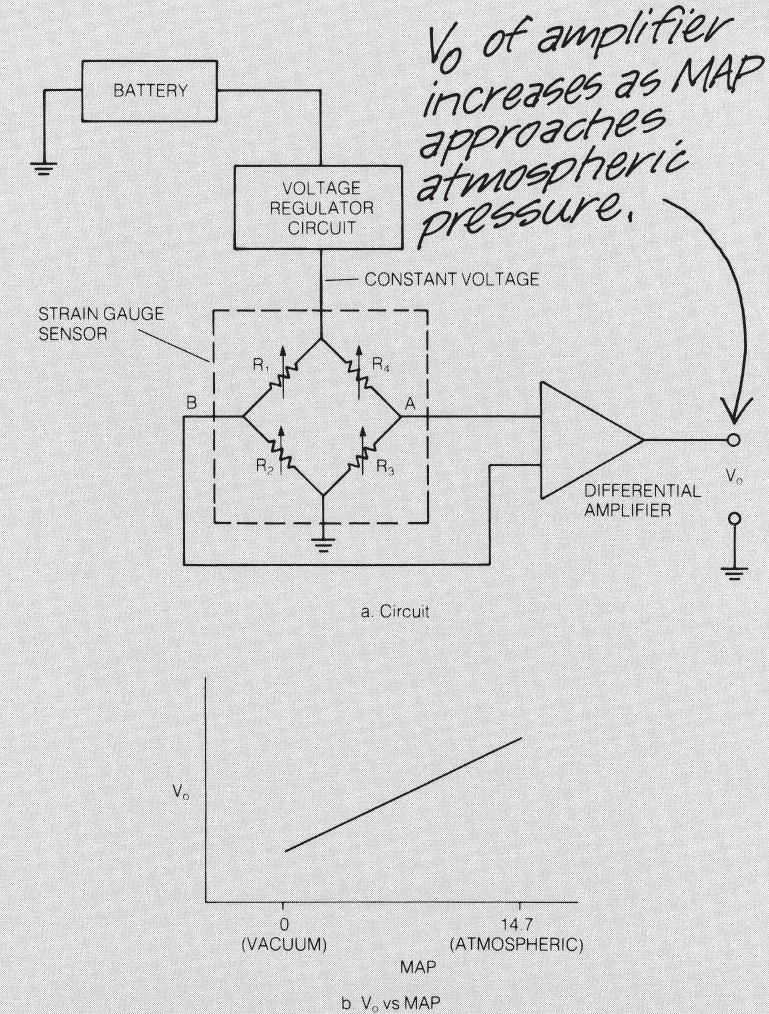 V₀ of amplifier
increases as MAP
approaches
atmospheric
pressure.
BATTERY
VOLTAGE
REGULATOR
CIRCUIT
CONSTANT VOLTAGE
STRAIN GAUGE
SENSOR
R₁
R₄
B
A
R₂
R₃
Vₒ
DIFFERENTIAL
AMPLIFIER
a. Circuit
Vₒ
0
(VACUUM)
14.7
(ATMOSPHERIC)
MAP
b. Vₒ vs MAP